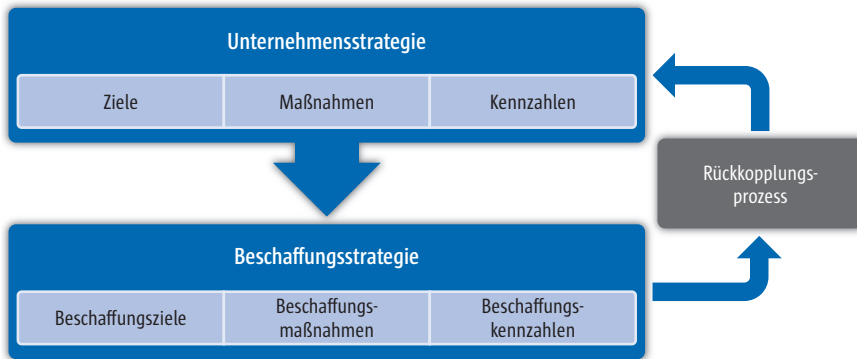 Unternehmensstrategie
Ziele
Maßnahmen
Kennzahlen
Rückkopplungs-
prozess
Beschaffungsstrategie
Beschaffungsziele
Beschaffungs-
maßnahmen
Beschaffungs-
kennzahlen